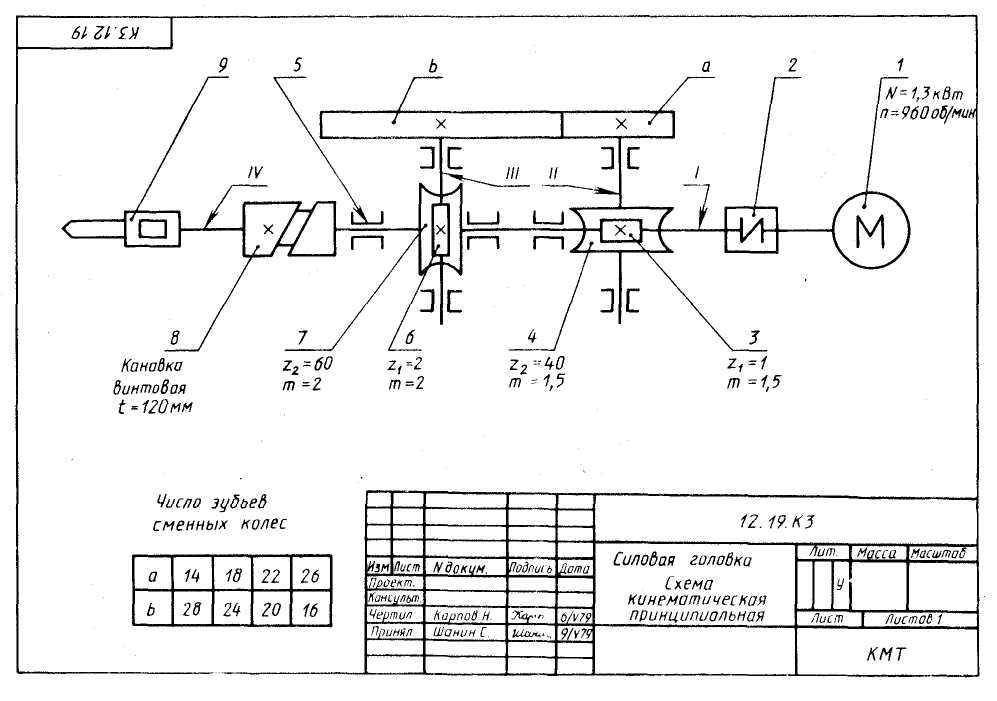 К3.12.19
9
5
b
a
2
1
N=1,3 кВт
n=960 об/мин
IV
III
II
I
M
8
Канавка
винтовая
t=120 мм
7
z₂=60
m=2
6
z₁=2
m=2
4
z₂=40
m=1,5
3
z₁=1
m=1,5
Число зубьев
сменных колес
a 14 18 22 26
b 28 24 20 16
12.19.К3
Изм Лист N докум. Подпись Дата
Проект.
Консульт.
Чертил Карпов Н. Карп 6/V79
Принял Шанин С. 9/V79
Силовая головка
Схема
кинематическая
принципиальная
Лит. Масса Масштаб
У
Лист Листов 1
КМТ